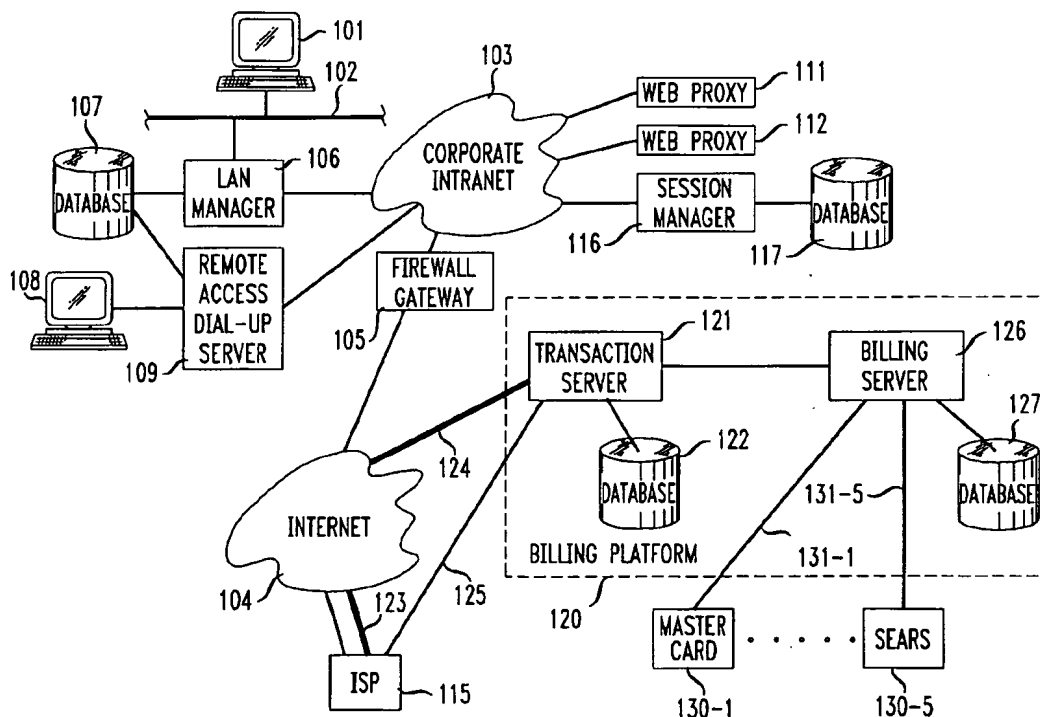 101
102
103
107
106
DATABASE
LAN
MANAGER
CORPORATE
INTRANET
WEB PROXY
111
WEB PROXY
112
SESSION
MANAGER
116
DATABASE
117
108
REMOTE
ACCESS
DIAL-UP
SERVER
109
FIREWALL
GATEWAY
105
121
TRANSACTION
SERVER
126
BILLING
SERVER
122
DATABASE
127
DATABASE
124
INTERNET
104
123
125
BILLING PLATFORM
120
131-5
131-1
ISP
115
MASTER
CARD
130-1
SEARS
130-5